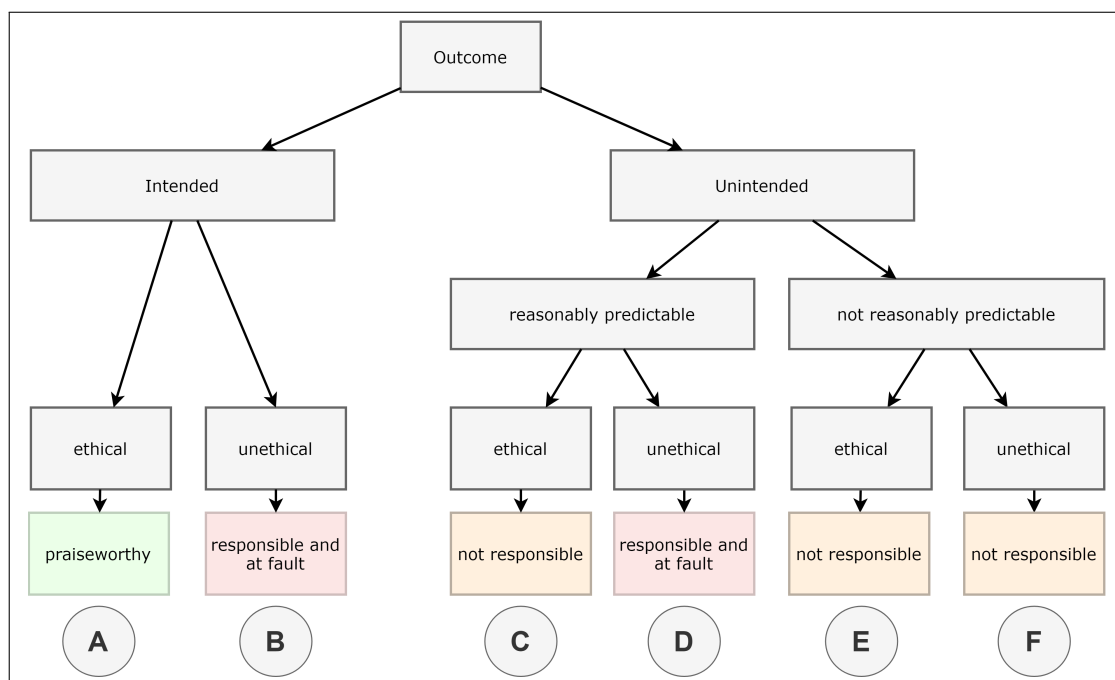 Outcome
Intended
Unintended
reasonably predictable
not reasonably predictable
ethical
unethical
ethical
unethical
ethical
unethical
praiseworthy
responsible and
at fault
not responsible
responsible and
at fault
not responsible
not responsible
A
B
C
D
E
F